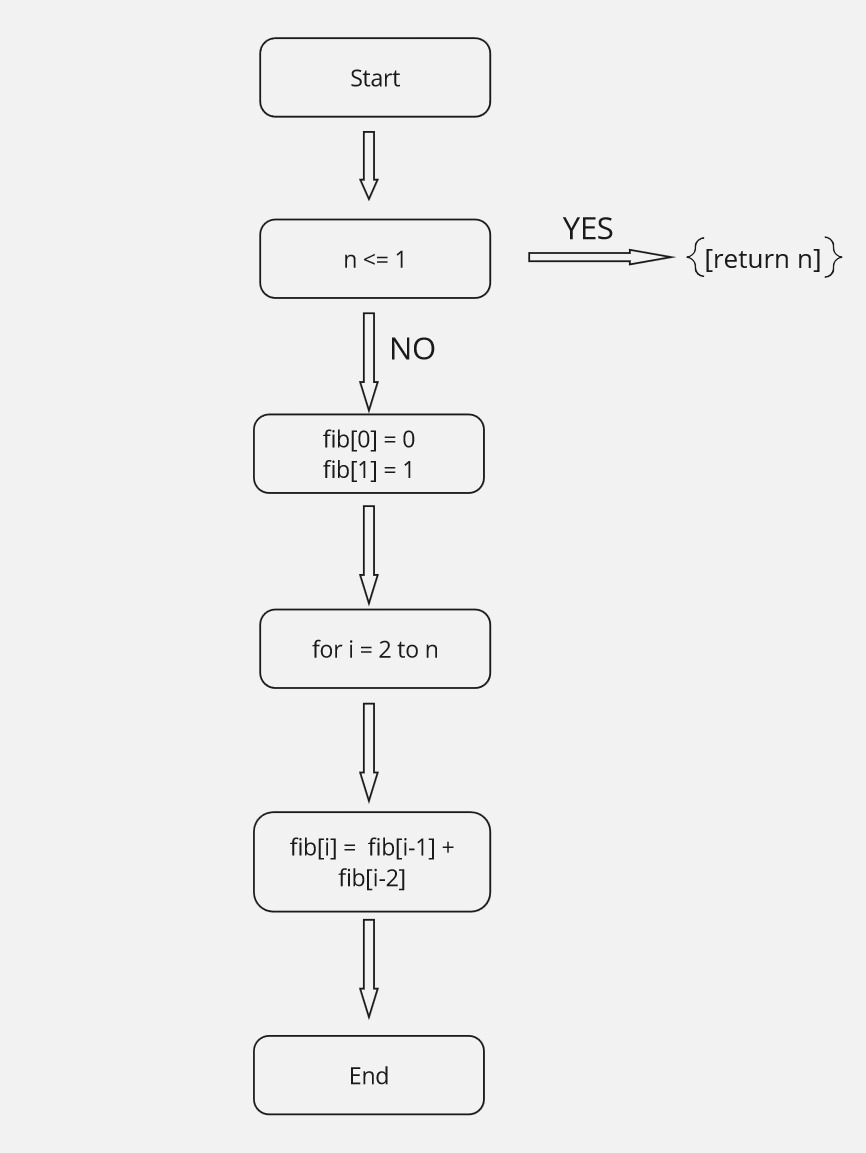 Start
n <= 1
YES
{[return n]}
NO
fib[0] = 0
fib[1] = 1
for i = 2 to n
fib[i] =  fib[i-1] +
fib[i-2]
End